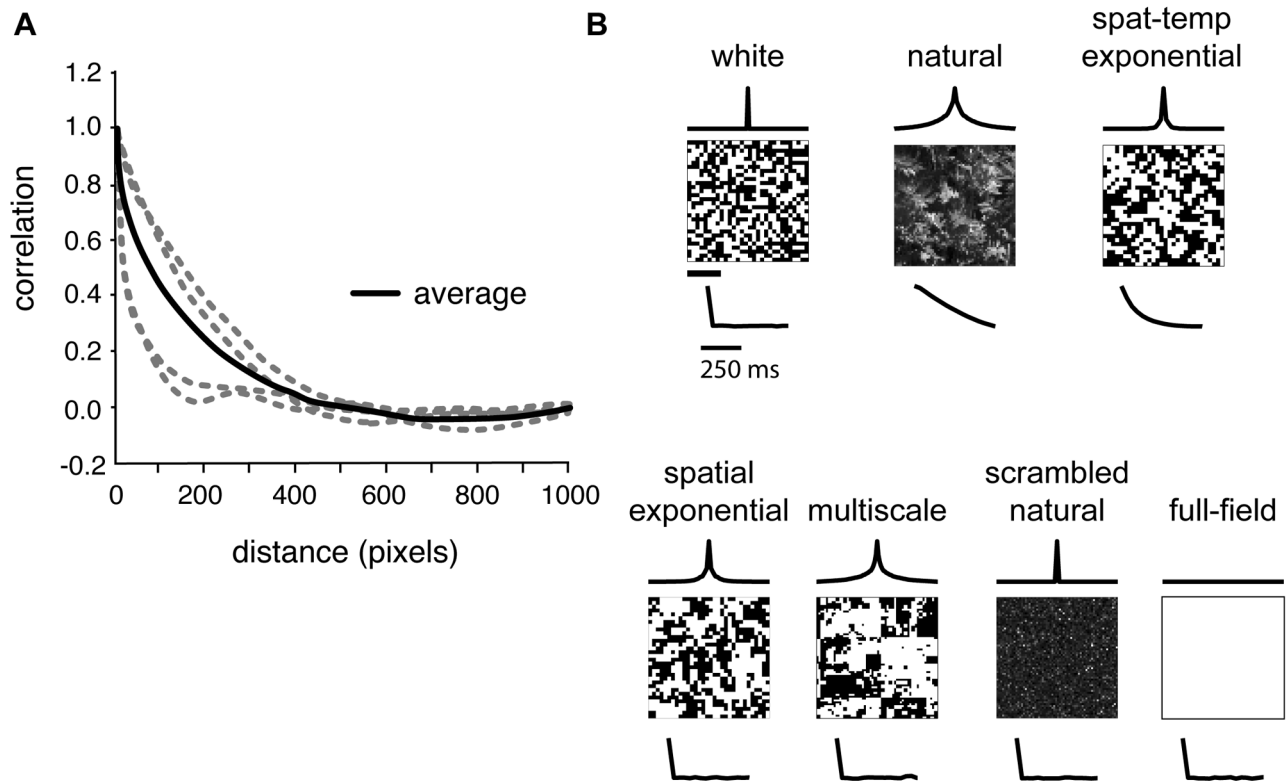 A
1.2
1.0
0.8
0.6
0.4
0.2
0.0
-0.2
correlation
average
0 200 400 600 800 1000
distance (pixels)
B
white
natural
spat-temp
exponential
250 ms
spatial
exponential
multiscale
scrambled
natural
full-field